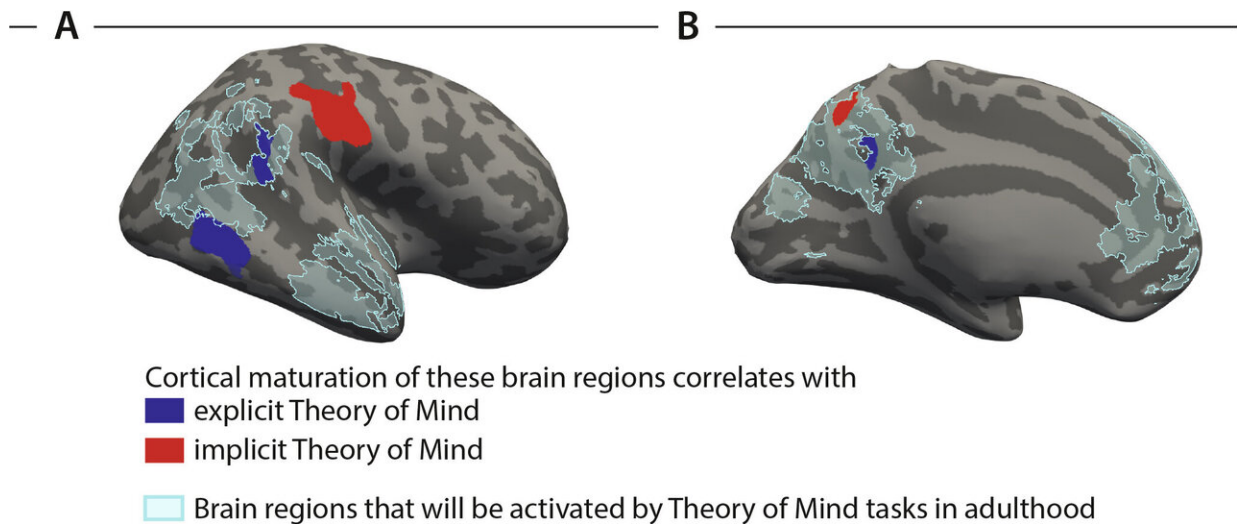 A
B
Cortical maturation of these brain regions correlates with
explicit Theory of Mind
implicit Theory of Mind
Brain regions that will be activated by Theory of Mind tasks in adulthood